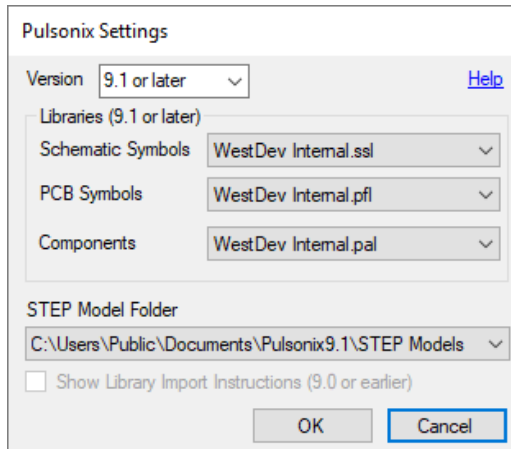 Pulsonix Settings
Version 9.1 or later Help
Libraries (9.1 or later)
Schematic Symbols WestDev Internal.ssl
PCB Symbols WestDev Internal.pfl
Components WestDev Internal.pal
STEP Model Folder
C:\Users\Public\Documents\Pulsonix9.1\STEP Models
Show Library Import Instructions (9.0 or earlier)
OK Cancel